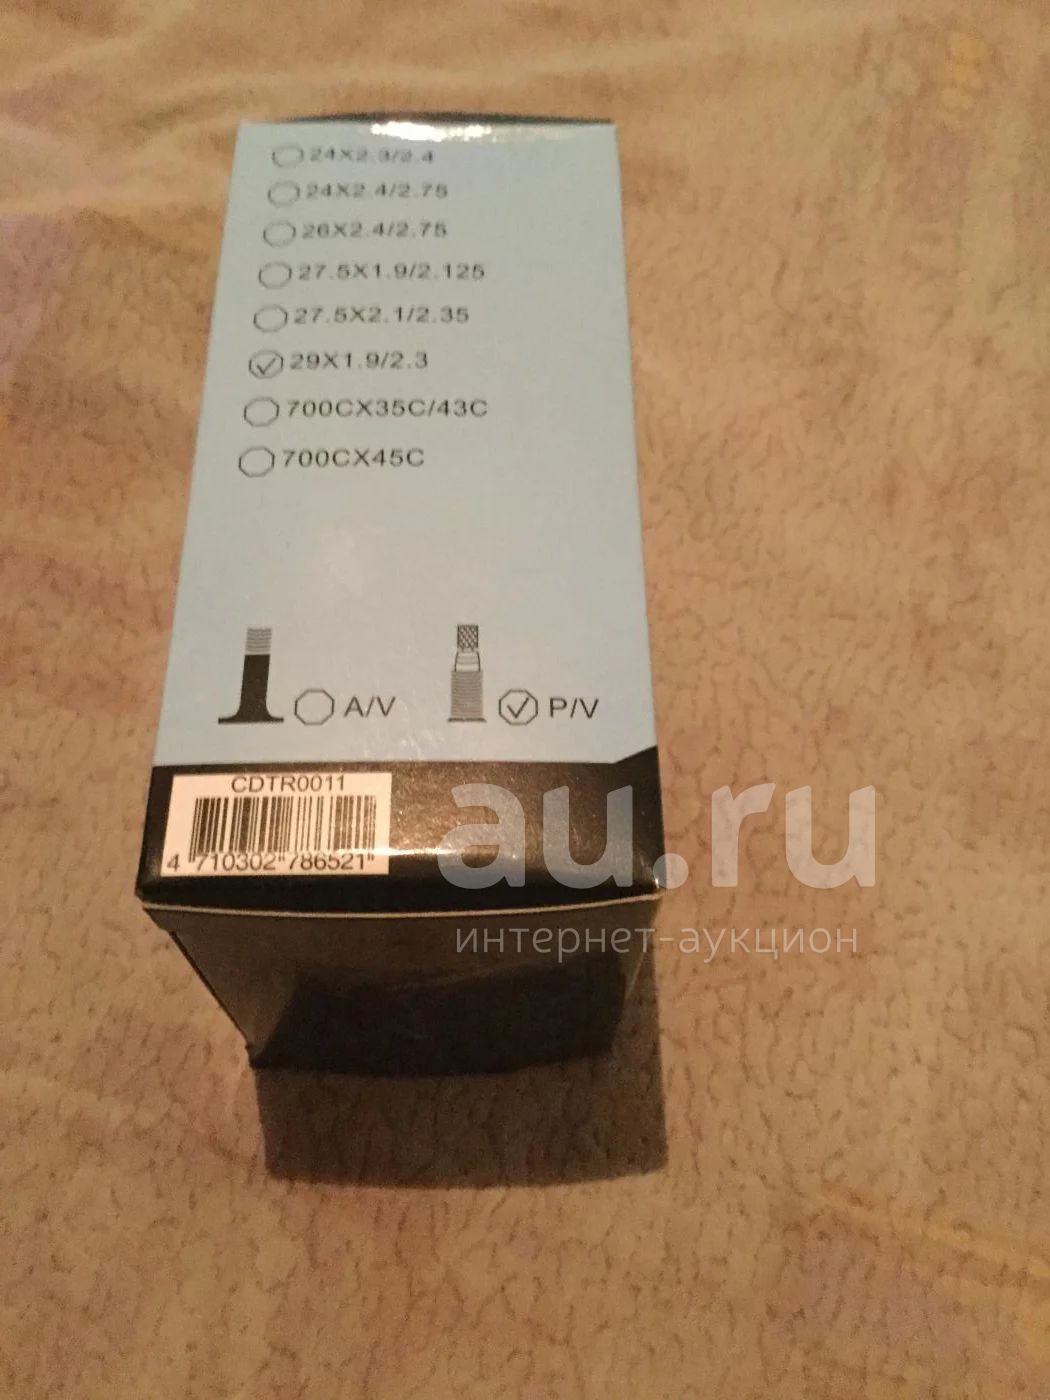 24X2.3/2.4
24X2.4/2.75
26X2.4/2.75
27.5X1.9/2.125
27.5X2.1/2.35
29X1.9/2.3
700CX35C/43C
700CX45C
A/V P/V
CDTR0011
4 710302 786521
au.ru
интернет-аукцион